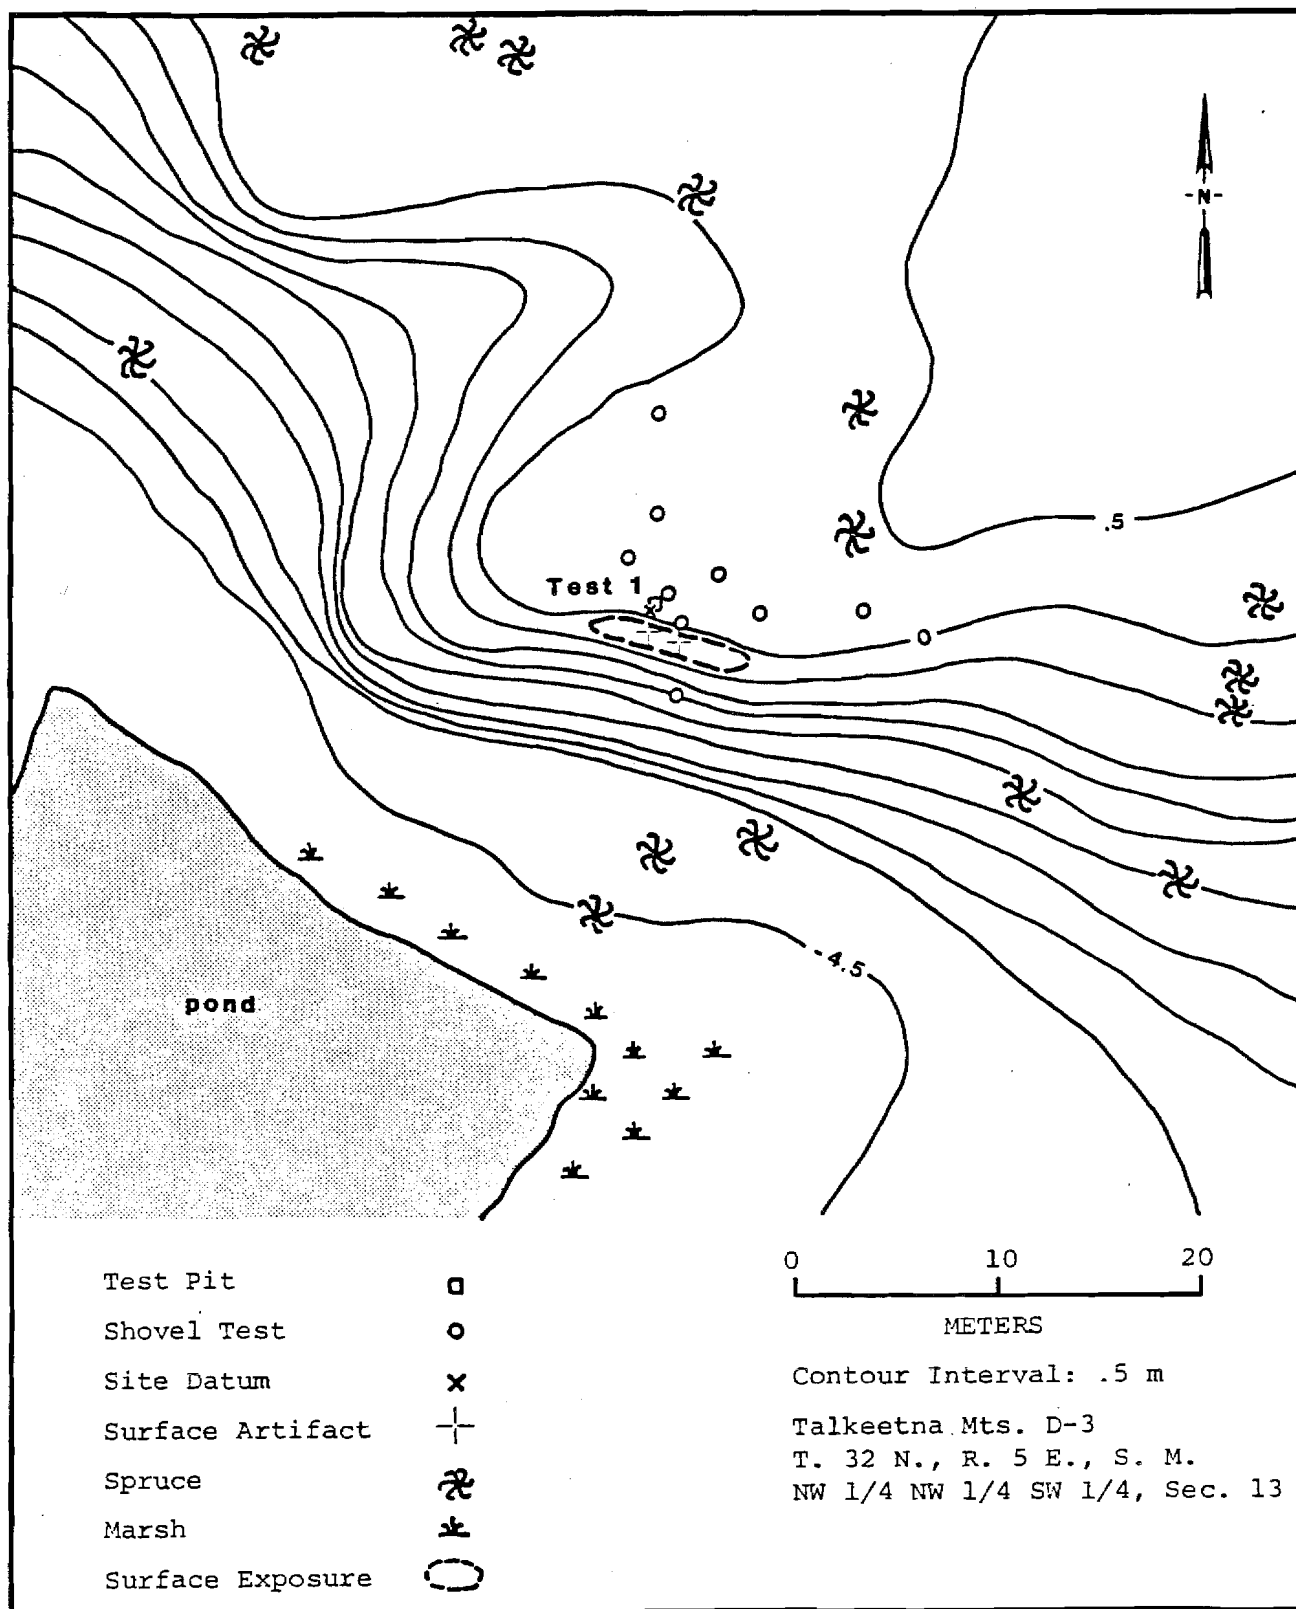 -N-
.5
Test 1
0
-4.5
pond
0 10 20
METERS
Test Pit
Shovel Test
Site Datum
Surface Artifact
Spruce
Marsh
Surface Exposure
Contour Interval: .5 m
Talkeetna Mts. D-3
T. 32 N., R. 5 E., S. M.
NW 1/4 NW 1/4 SW 1/4, Sec. 13